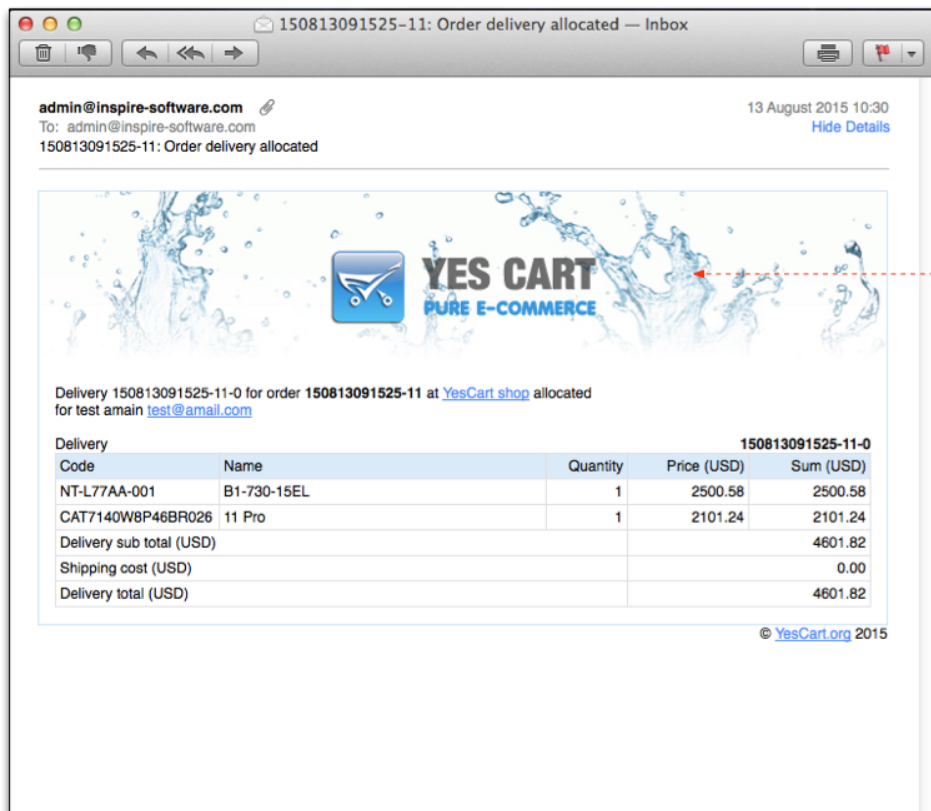 150813091525-11: Order delivery allocated — Inbox
admin@inspire-software.com 13 August 2015 10:30
To: admin@inspire-software.com Hide Details
150813091525-11: Order delivery allocated
YES CART
PURE E-COMMERCE
Delivery 150813091525-11-0 for order 150813091525-11 at YesCart shop allocated
for test amain test@amail.com
Delivery 150813091525-11-0
Code Name Quantity Price (USD) Sum (USD)
NT-L77AA-001 B1-730-15EL 1 2500.58 2500.58
CAT7140W8P46BR026 11 Pro 1 2101.24 2101.24
Delivery sub total (USD) 4601.82
Shipping cost (USD) 0.00
Delivery total (USD) 4601.82
© YesCart.org 2015